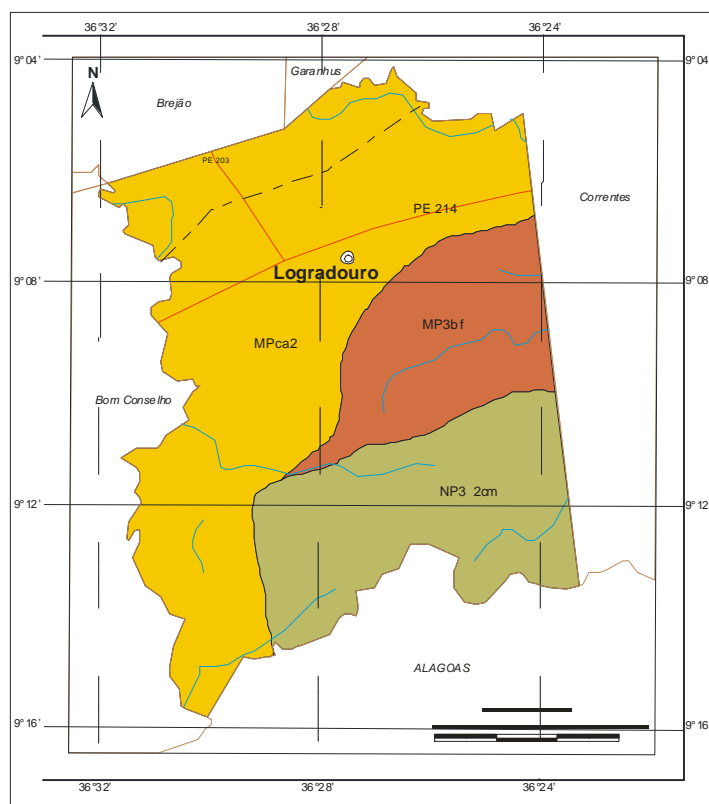 36°32' 36°28' 36°24'
9°04' 9°04'
Garanhus
N
Brejão
PE 203
Correntes
PE 214
Logradouro
9°08' 9°08'
MP3bf
MPca2
Bom Conselho
NP3 2cm
9°12' 9°12'
ALAGOAS
9°16' 9°16'
36°32' 36°28' 36°24'